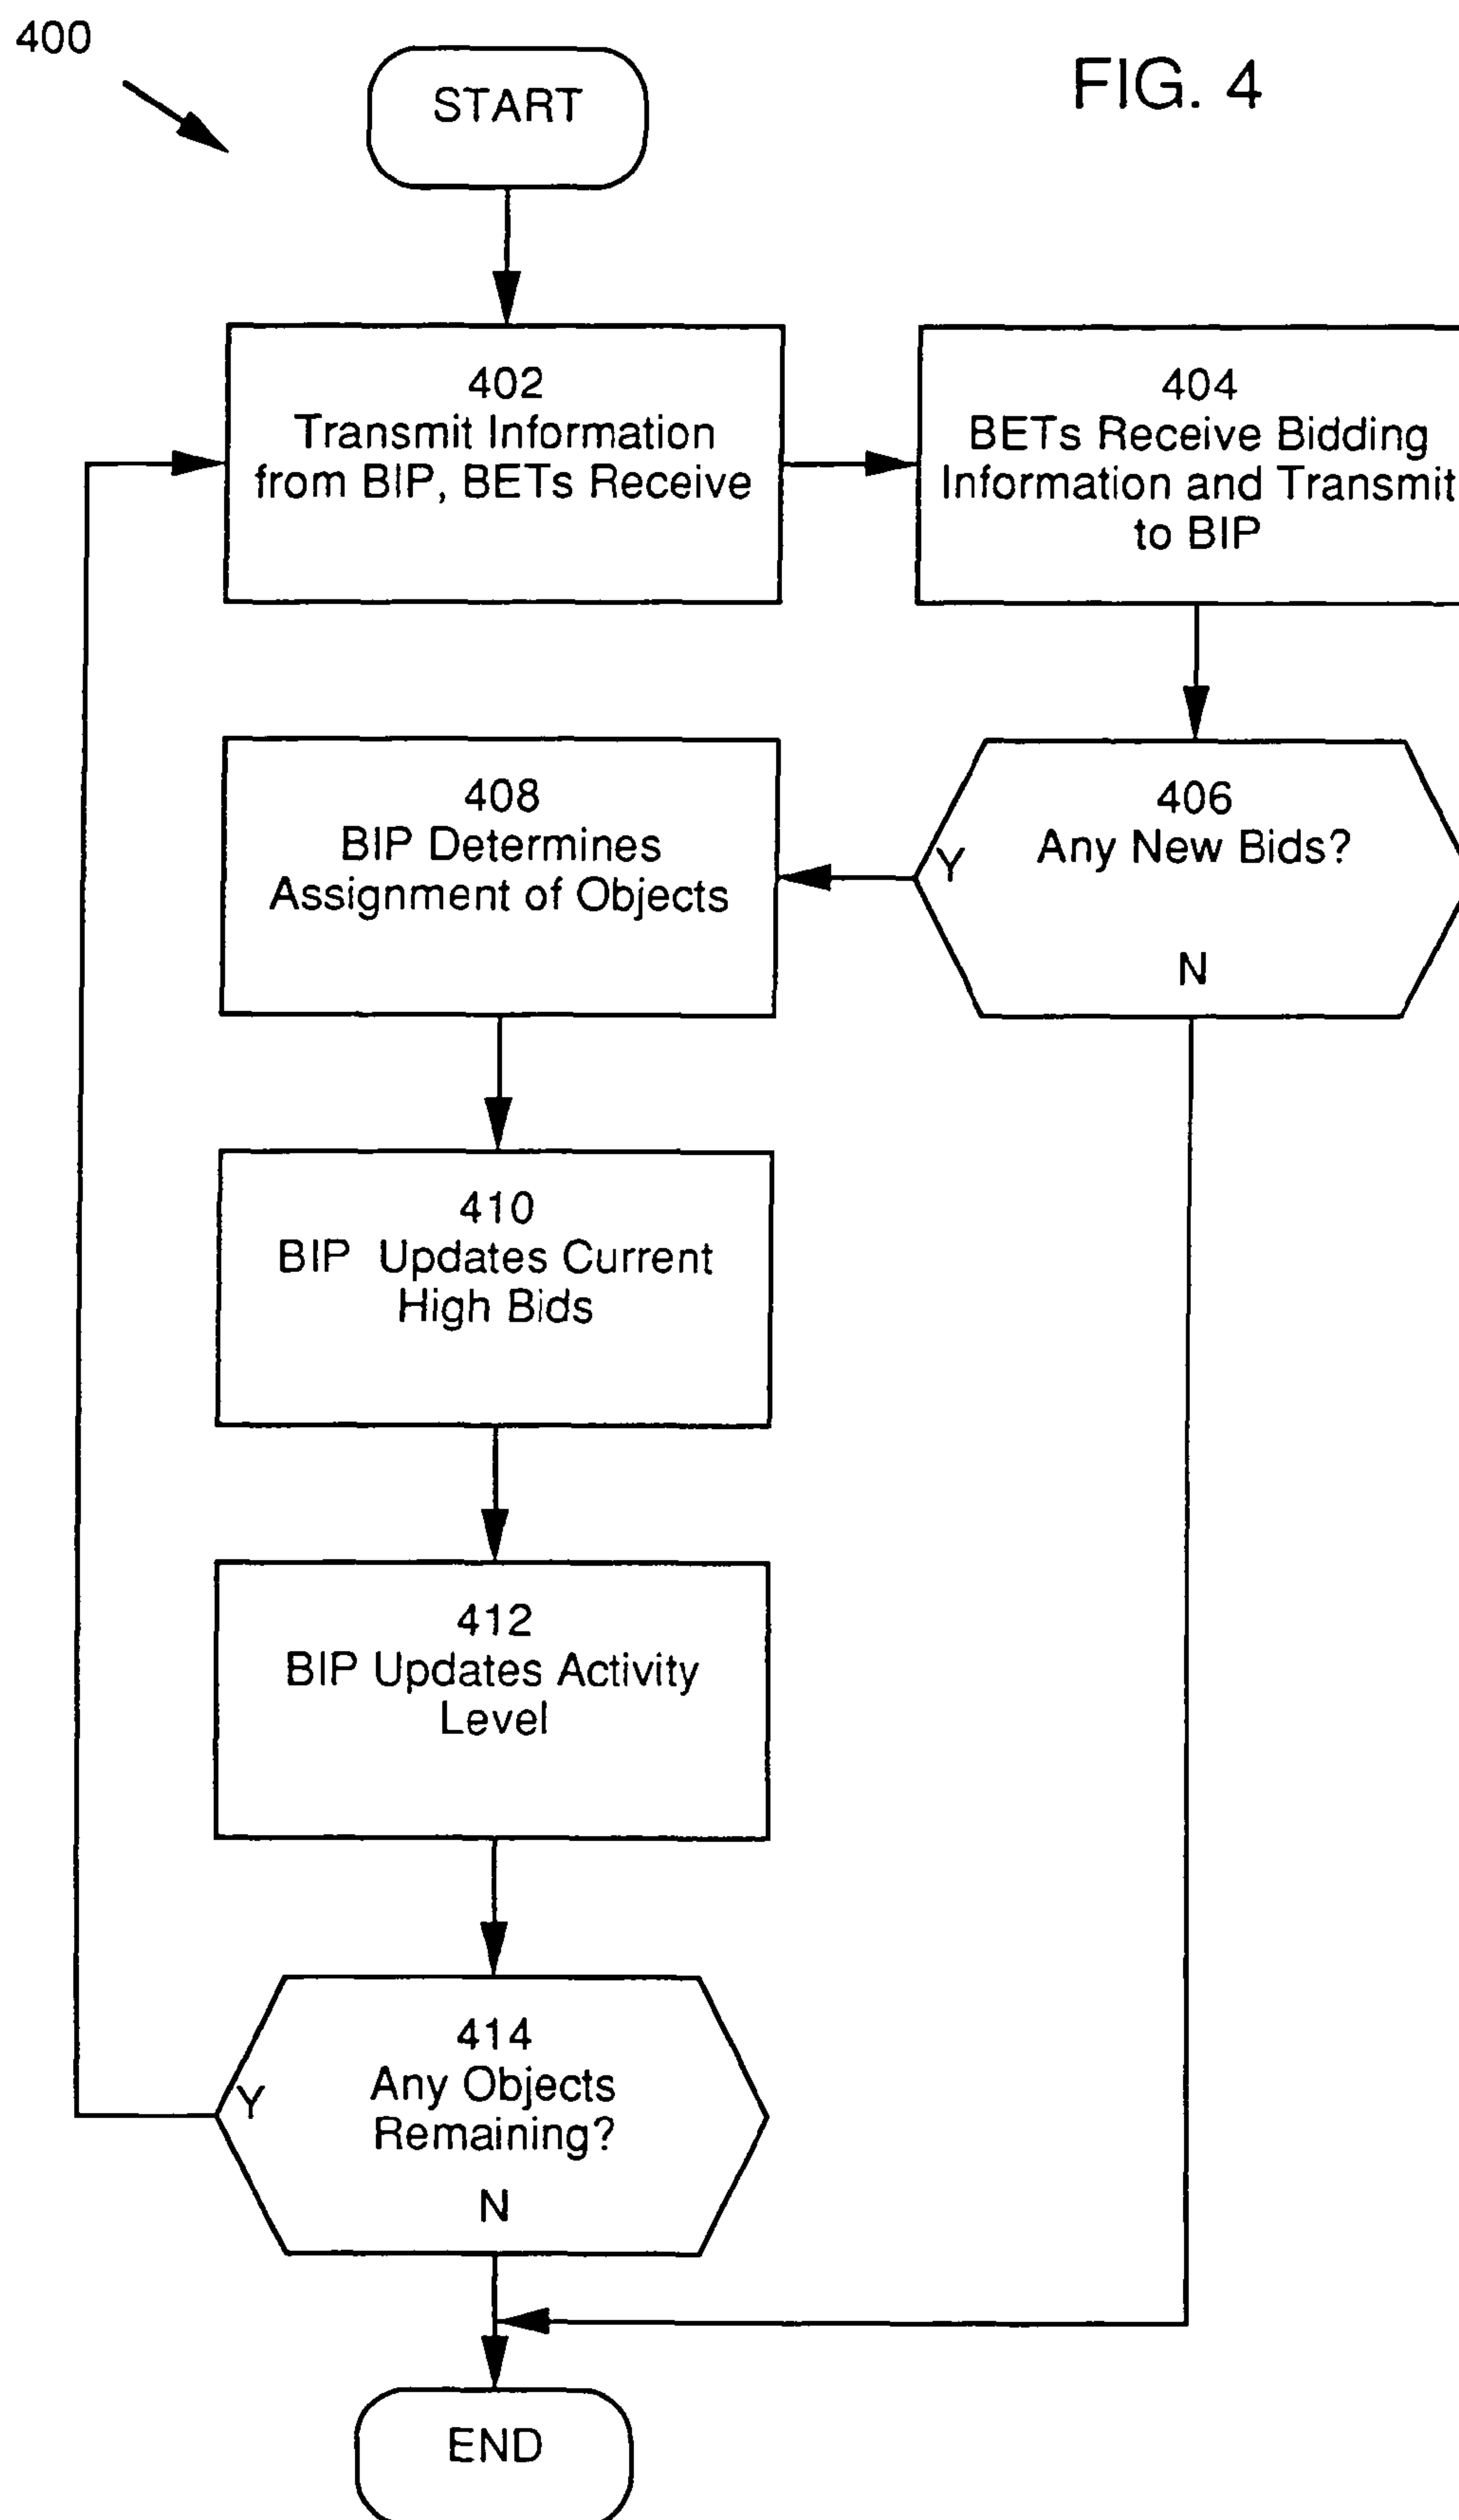 400
START
FIG. 4
402
Transmit Information
from BIP, BETs Receive
404
BETs Receive Bidding
Information and Transmit
to BIP
406
Any New Bids?
Y
N
408
BIP Determines
Assignment of Objects
410
BIP Updates Current
High Bids
412
BIP Updates Activity
Level
414
Any Objects
Remaining?
Y
N
END